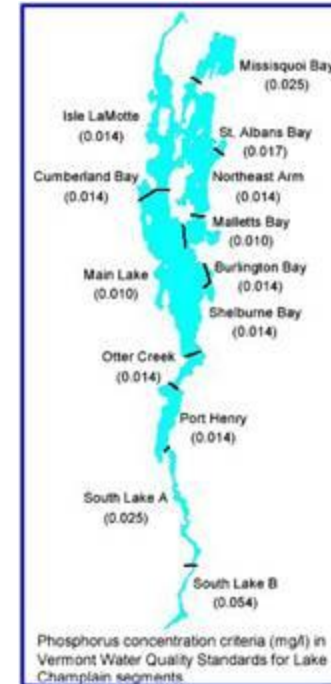 Missisquoi Bay
(0.025)
Isle LaMotte
(0.014)
St. Albans Bay
(0.017)
Cumberland Bay
(0.014)
Northeast Arm
(0.014)
Malletts Bay
(0.010)
Main Lake
(0.010)
Burlington Bay
(0.014)
Shelburne Bay
(0.014)
Otter Creek
(0.014)
Port Henry
(0.014)
South Lake A
(0.025)
South Lake B
(0.054)
Phosphorus concentration criteria (mg/l) in
Vermont Water Quality Standards for Lake
Champlain segments